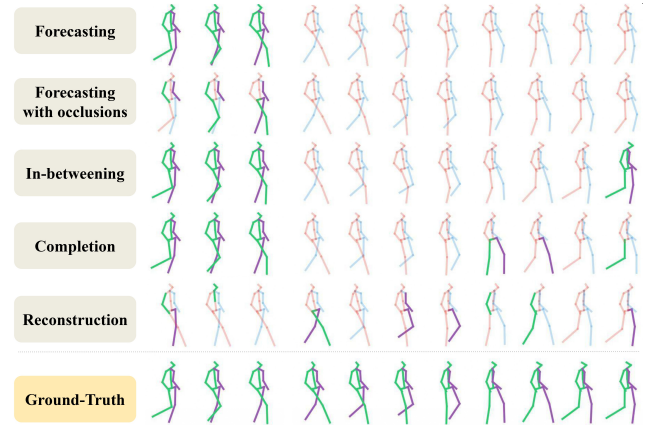 Forecasting
Forecasting
with occlusions
In-betweening
Completion
Reconstruction
Ground-Truth